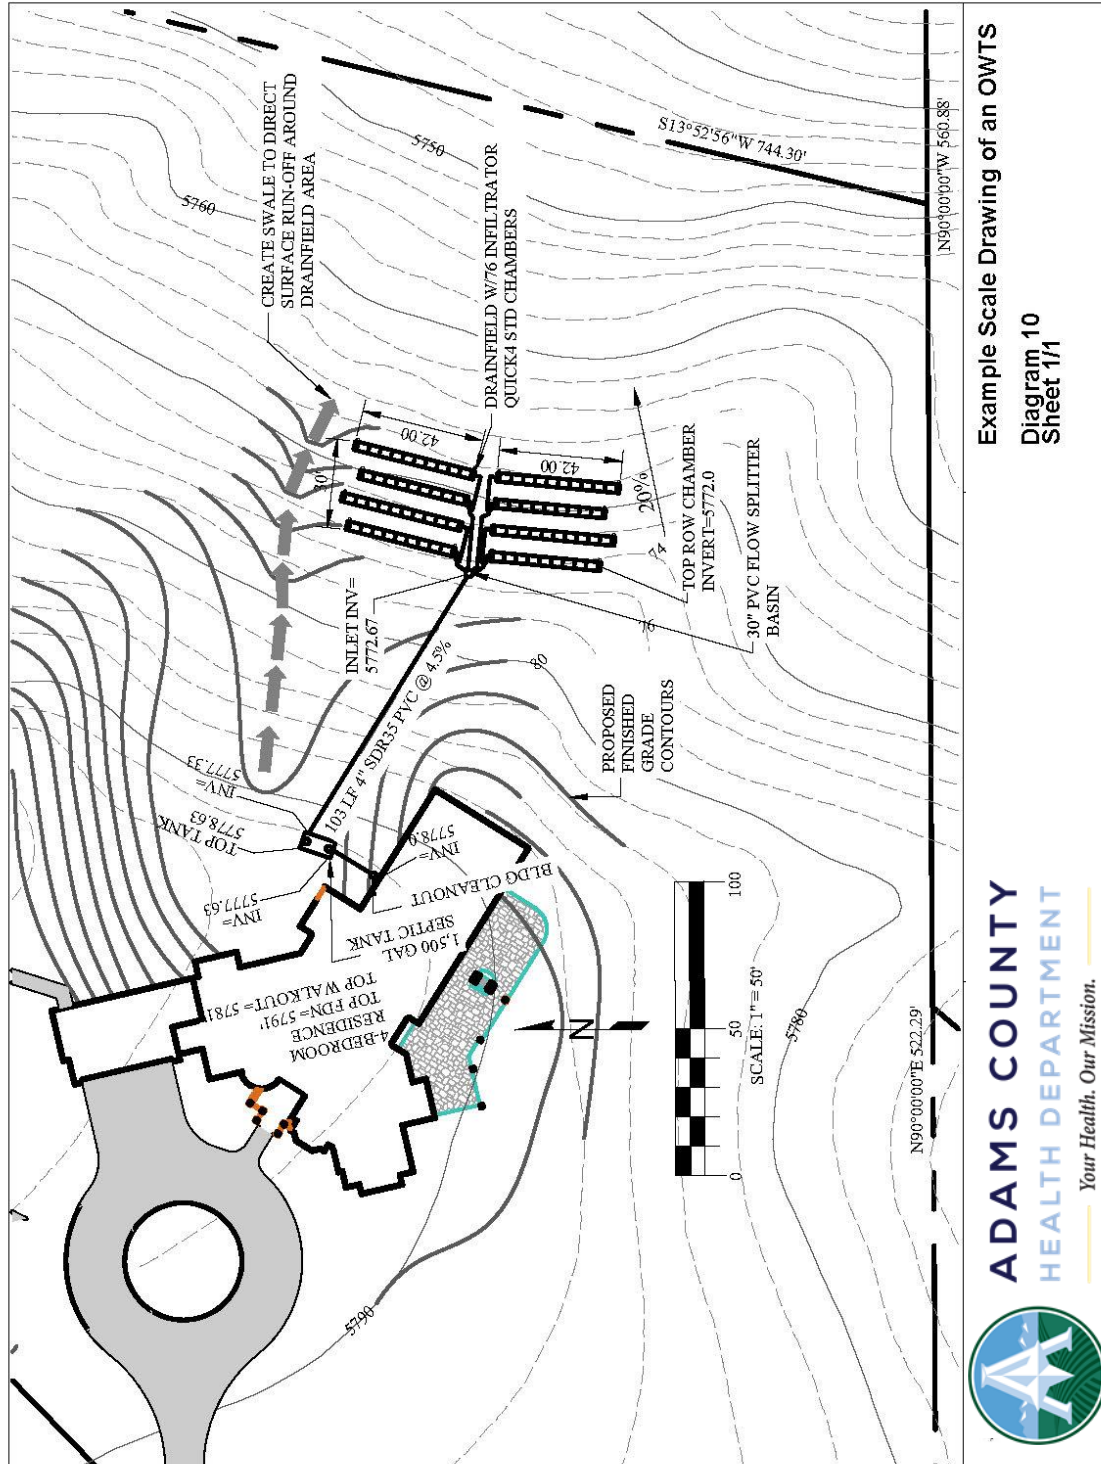 CREATE SWALE TO DIRECT
SURFACE RUN-OFF AROUND
DRAINFIELD AREA
5760
5750
S13°52'56"W 744.30'
N90°00'00"W 560.88'
DRAINFIELD W/76 INFILTRATOR
QUICK4 STD CHAMBERS
42.00
42.00
30'
20%
74
76
80
TOP ROW CHAMBER
INVERT=5772.0
30" PVC FLOW SPLITTER
BASIN
INLET INV=
5772.67
103 LF 4" SDR35 PVC @ 4.5%
PROPOSED
FINISHED
GRADE
CONTOURS
INV=
5777.33
TOP TANK
5778.63
INV=
5777.63
INV=
5778.0
BLDG CLEANOUT
1,500 GAL
SEPTIC TANK
4-BEDROOM
RESIDENCE
TOP FDN= 5791'
TOP WALKOUT= 5781'
N
0
50
100
SCALE: 1" = 50'
5780
5790
N90°00'00"E 522.29'
Example Scale Drawing of an OWTS
Diagram 10
Sheet 1/1
ADAMS COUNTY
HEALTH DEPARTMENT
Your Health. Our Mission.